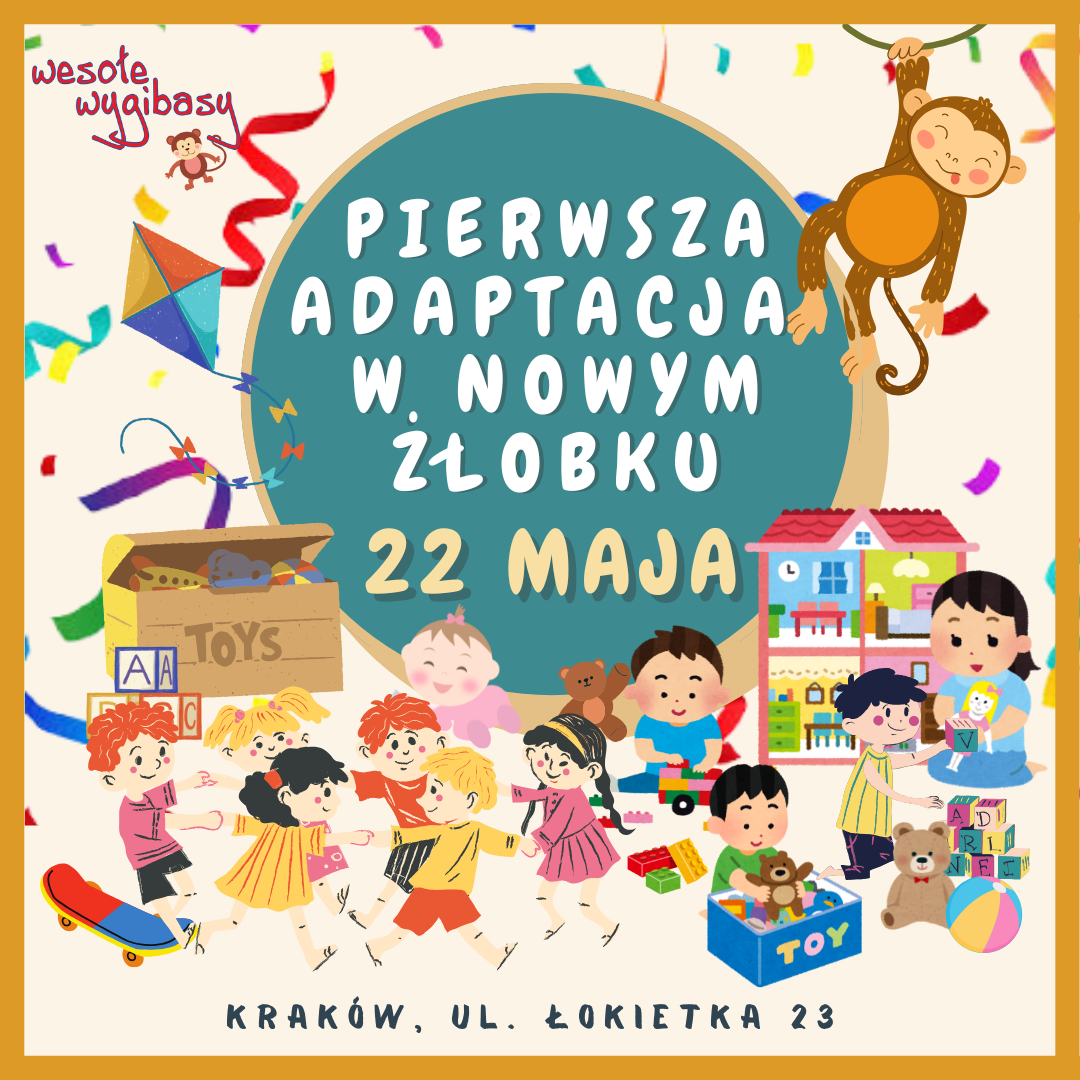 wesołe
wygibasy
PIERWSZA
ADAPTACJA
W NOWYM
ŻŁOBKU
22 MAJA
TOYS
A A
C
V
A D
R L
N E I
TOY
KRAKÓW, UL. ŁOKIETKA 23